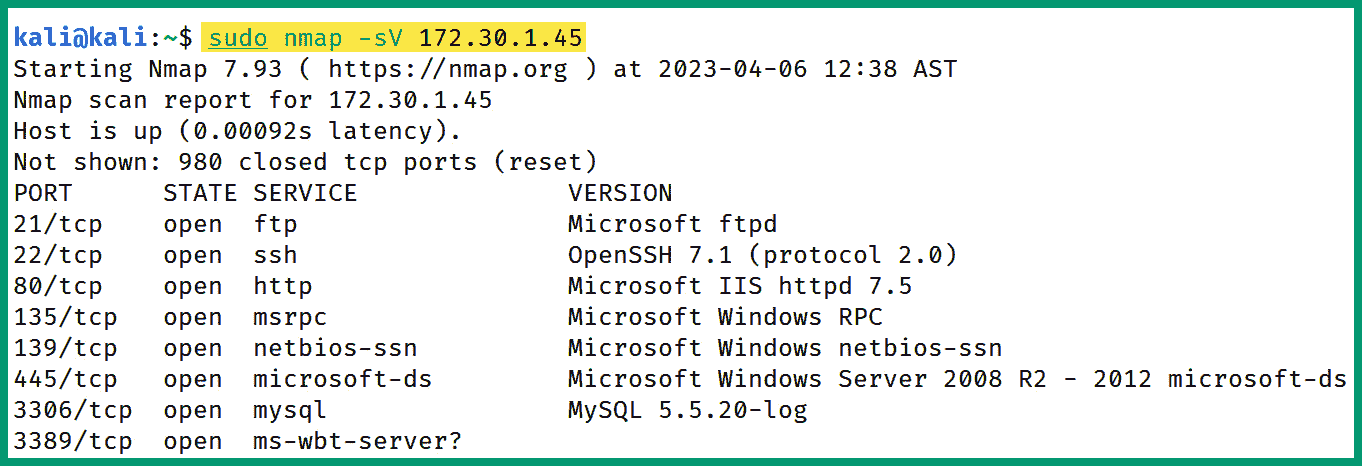 kali@kali:~$ sudo nmap -sV 172.30.1.45
Starting Nmap 7.93 ( https://nmap.org ) at 2023-04-06 12:38 AST
Nmap scan report for 172.30.1.45
Host is up (0.00092s latency).
Not shown: 980 closed tcp ports (reset)
PORT     STATE SERVICE              VERSION
21/tcp   open  ftp                  Microsoft ftpd
22/tcp   open  ssh                  OpenSSH 7.1 (protocol 2.0)
80/tcp   open  http                 Microsoft IIS httpd 7.5
135/tcp  open  msrpc                Microsoft Windows RPC
139/tcp  open  netbios-ssn          Microsoft Windows netbios-ssn
445/tcp  open  microsoft-ds         Microsoft Windows Server 2008 R2 - 2012 microsoft-ds
3306/tcp open  mysql                MySQL 5.5.20-log
3389/tcp open  ms-wbt-server?